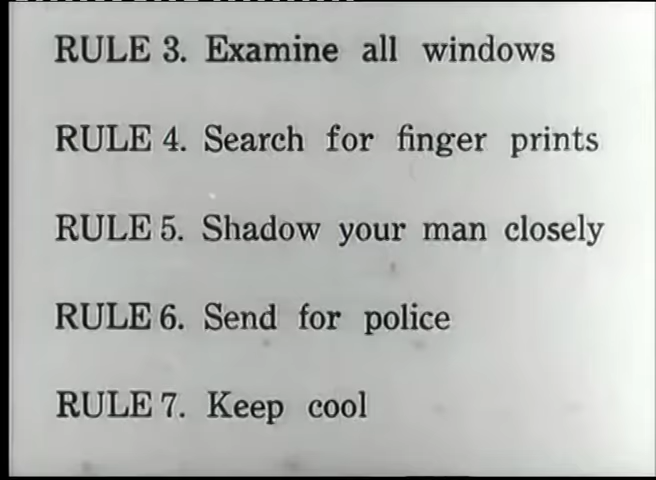 RULE 3. Examine all windows
RULE 4. Search for finger prints
RULE 5. Shadow your man closely
RULE 6. Send for police
RULE 7. Keep cool